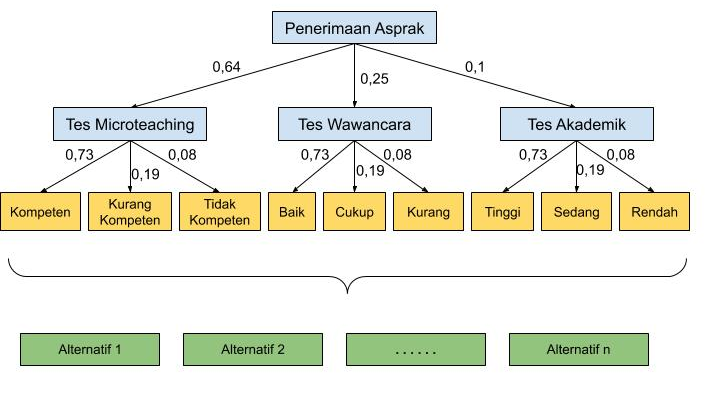 Penerimaan Asprak
0,64
0,25
0,1
Tes Microteaching
Tes Wawancara
Tes Akademik
0,73
0,19
0,08
0,73
0,19
0,08
0,73
0,19
0,08
Kompeten
Kurang
Kompeten
Tidak
Kompeten
Baik
Cukup
Kurang
Tinggi
Sedang
Rendah
Alternatif 1
Alternatif 2
......
Alternatif n